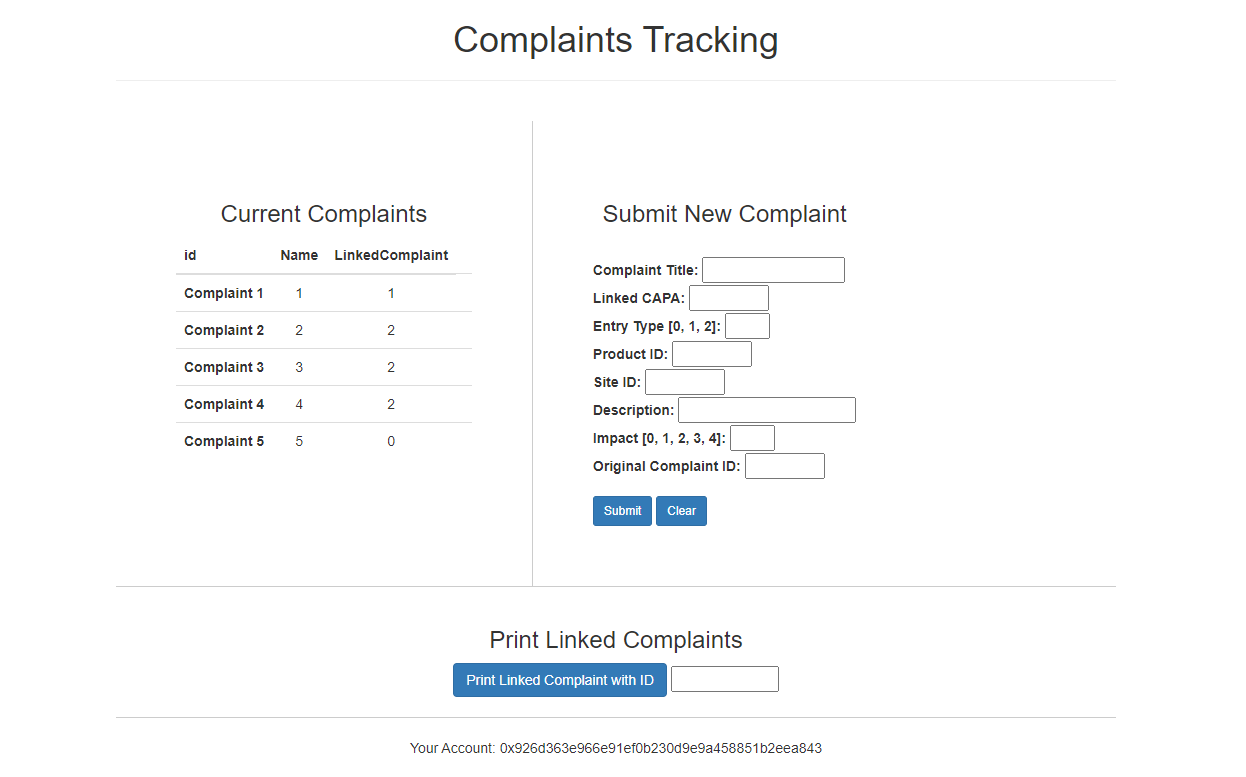 Complaints Tracking
Current Complaints
id Name LinkedComplaint
Complaint 1 1 1
Complaint 2 2 2
Complaint 3 3 2
Complaint 4 4 2
Complaint 5 5 0
Submit New Complaint
Complaint Title:
Linked CAPA:
Entry Type [0, 1, 2]:
Product ID:
Site ID:
Description:
Impact [0, 1, 2, 3, 4]:
Original Complaint ID:
Submit Clear
Print Linked Complaints
Print Linked Complaint with ID
Your Account: 0x926d363e966e91ef0b230d9e9a458851b2eea843